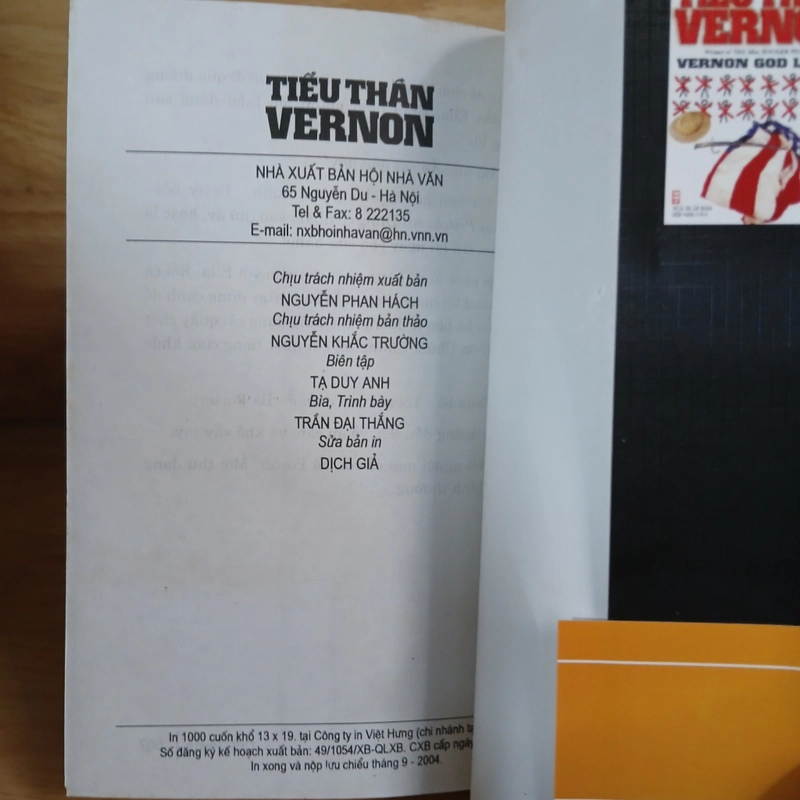 TIỂU THẦN
VERNON
NHÀ XUẤT BẢN HỘI NHÀ VĂN
65 Nguyễn Du - Hà Nội
Tel & Fax: 8 222135
E-mail: nxbhoinhavan@hn.vnn.vn
Chịu trách nhiệm xuất bản
NGUYỄN PHAN HÁCH
Chịu trách nhiệm bản thảo
NGUYỄN KHẮC TRƯỜNG
Biên tập
TẠ DUY ANH
Bìa, Trình bày
TRẦN ĐẠI THẮNG
Sửa bản in
DỊCH GIẢ
In 1000 cuốn khổ 13 x 19. tại Công ty in Việt Hưng (chi nhánh
Số đăng ký kế hoạch xuất bản: 49/1054/XB-QLXB. CXB cấp ngày
In xong và nộp lưu chiểu tháng 9 - 2004.
TIỂU THẦN
VERNON
VERNON GOD